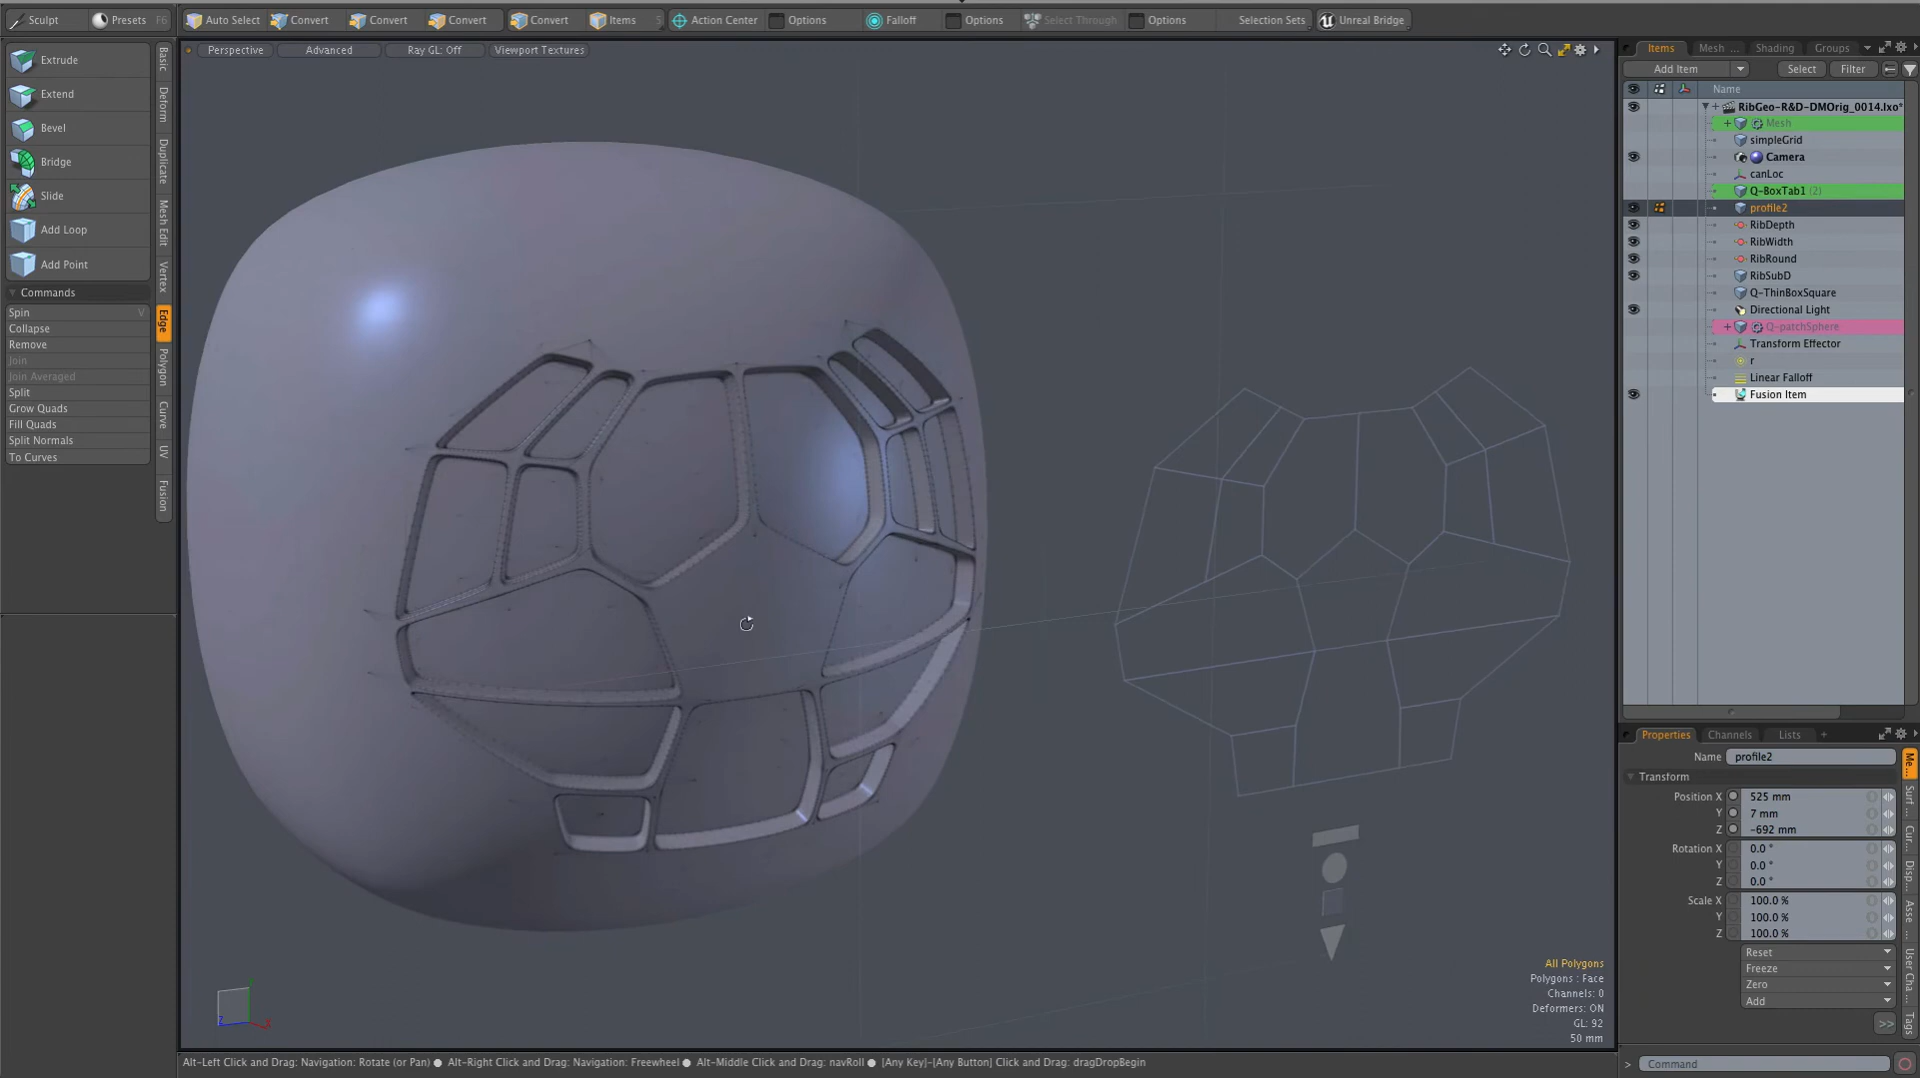 Sculpt Presets F6 Auto Select Convert Convert Convert Convert Items S Action Center Options Falloff Options Select Through Options Selection Sets Unreal Bridge
Perspective Advanced Ray GL: Off Viewport Textures
Items Mesh ... Shading Groups
Add Item Select Filter
Name
RibGeo-R&D-DMOrig_0014.lxo*
Mesh
simpleGrid
Camera
canLoc
Q-BoxTab1 (2)
profile2
RibDepth
RibWidth
RibRound
RibSubD
Q-ThinBoxSquare
Directional Light
Q-patchSphere
Transform Effector
r
Linear Falloff
Fusion Item
Extrude
Extend
Bevel
Bridge
Slide
Add Loop
Add Point
Commands
Spin V
Collapse
Remove
Join
Join Averaged
Split
Grow Quads
Fill Quads
Split Normals
To Curves
Basic
Deform
Duplicate
Mesh Edit
Vertex
Edge
Polygon
Curve
UV
Fusion
Properties Channels Lists +
Name profile2
Transform
Position X 525 mm
Y 7 mm
Z -692 mm
Rotation X 0.0 °
Y 0.0 °
Z 0.0 °
Scale X 100.0 %
Y 100.0 %
Z 100.0 %
Reset
Freeze
Zero
Add
>>
Me...
Surf ...
Cur...
Disp...
Asse ...
User Cha ...
Tags
All Polygons
Polygons : Face
Channels: 0
Deformers: ON
GL: 92
50 mm
Z X
Alt-Left Click and Drag: Navigation: Rotate (or Pan) ● Alt-Right Click and Drag: Navigation: Freewheel ● Alt-Middle Click and Drag: navRoll ● [Any Key]-[Any Button] Click and Drag: dragDropBegin
> Command